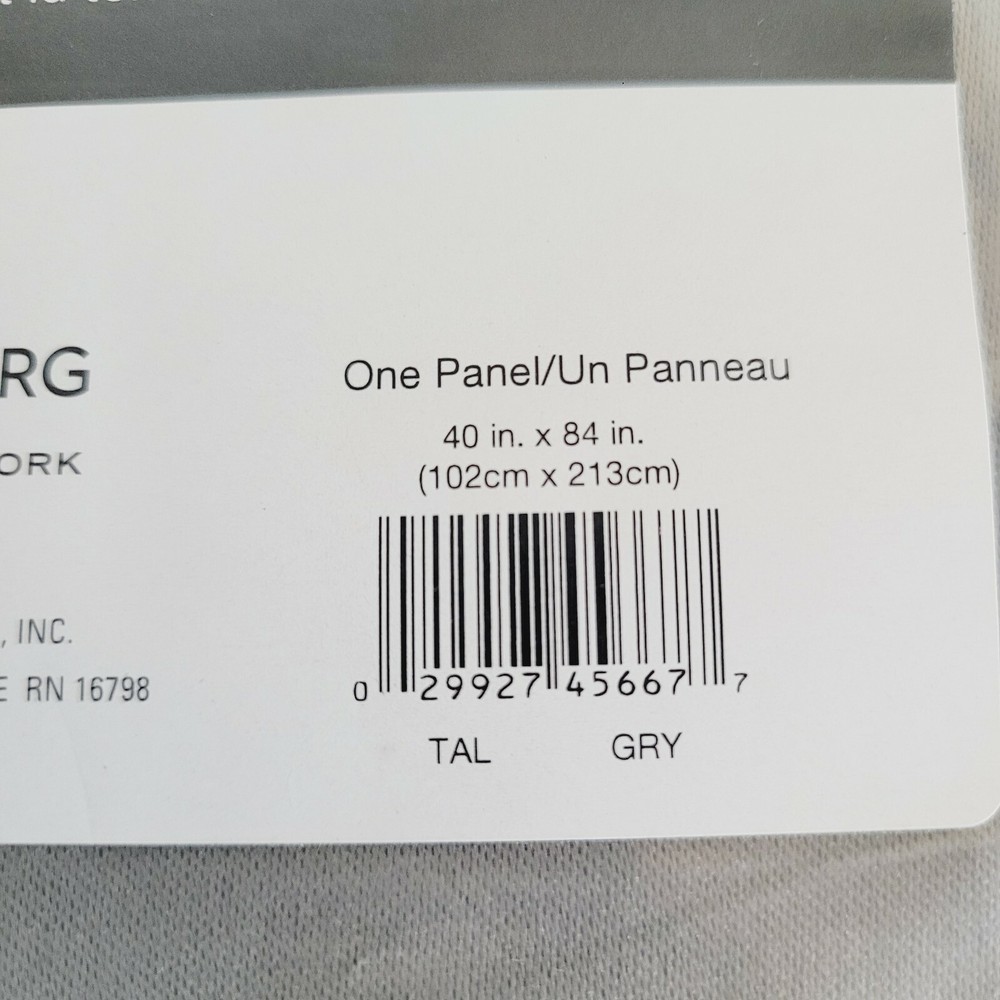 RG
ORK
, INC.
E RN 16798
One Panel/Un Panneau
40 in. x 84 in.
(102cm x 213cm)
0 29927 45667 7
TAL GRY